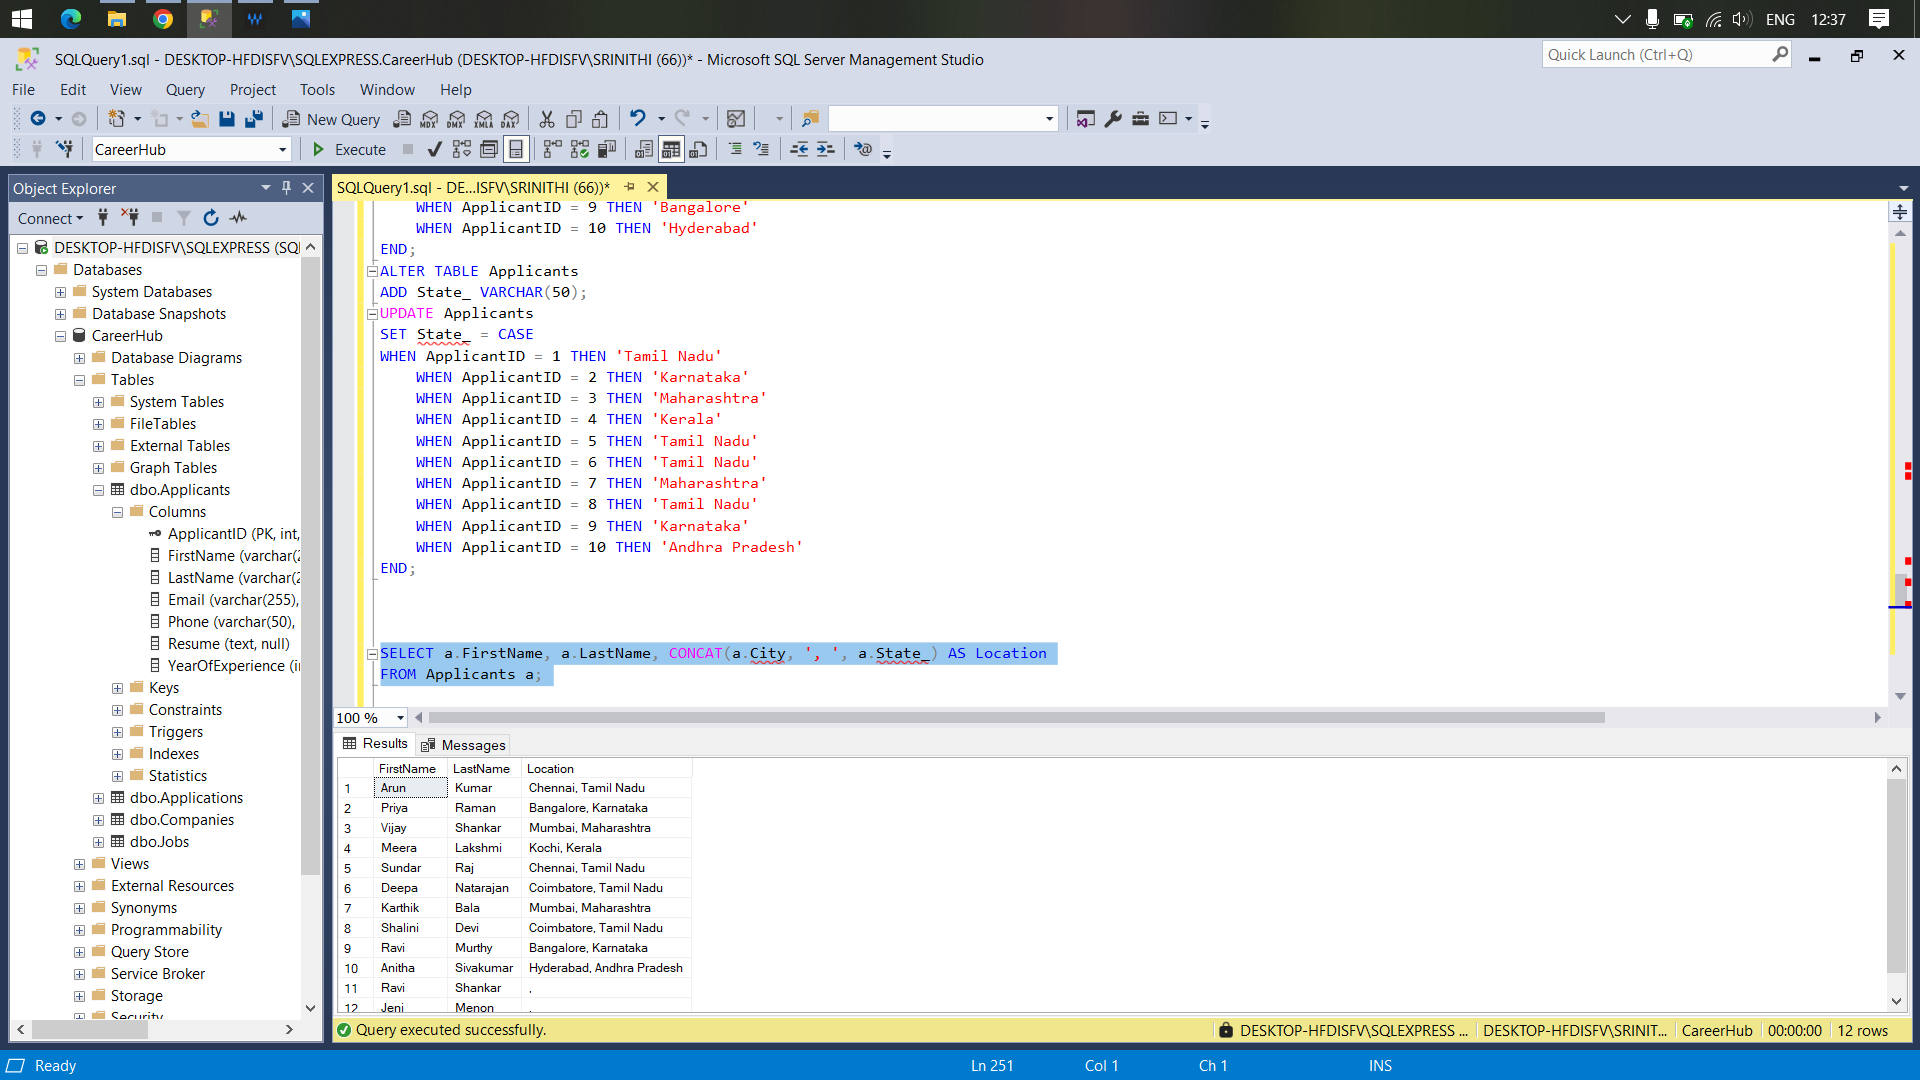 ENG 12:37
SQLQuery1.sql - DESKTOP-HFDISFV\SQLEXPRESS.CareerHub (DESKTOP-HFDISFV\SRINITHI (66))* - Microsoft SQL Server Management Studio
Quick Launch (Ctrl+Q)
File Edit View Query Project Tools Window Help
New Query MDX DMX XMLA DAX
CareerHub Execute
Object Explorer
SQLQuery1.sql - DE...ISFV\SRINITHI (66))*
Connect
DESKTOP-HFDISFV\SQLEXPRESS (SQL
Databases
System Databases
Database Snapshots
CareerHub
Database Diagrams
Tables
System Tables
FileTables
External Tables
Graph Tables
dbo.Applicants
Columns
ApplicantID (PK, int,
FirstName (varchar(2
LastName (varchar(2
Email (varchar(255),
Phone (varchar(50),
Resume (text, null)
YearOfExperience (i
Keys
Constraints
Triggers
Indexes
Statistics
dbo.Applications
dbo.Companies
dbo.Jobs
Views
External Resources
Synonyms
Programmability
Query Store
Service Broker
Storage
Security
WHEN ApplicantID = 9 THEN 'Bangalore'
WHEN ApplicantID = 10 THEN 'Hyderabad'
END;
ALTER TABLE Applicants
ADD State_ VARCHAR(50);
UPDATE Applicants
SET State_ = CASE
WHEN ApplicantID = 1 THEN 'Tamil Nadu'
WHEN ApplicantID = 2 THEN 'Karnataka'
WHEN ApplicantID = 3 THEN 'Maharashtra'
WHEN ApplicantID = 4 THEN 'Kerala'
WHEN ApplicantID = 5 THEN 'Tamil Nadu'
WHEN ApplicantID = 6 THEN 'Tamil Nadu'
WHEN ApplicantID = 7 THEN 'Maharashtra'
WHEN ApplicantID = 8 THEN 'Tamil Nadu'
WHEN ApplicantID = 9 THEN 'Karnataka'
WHEN ApplicantID = 10 THEN 'Andhra Pradesh'
END;
SELECT a.FirstName, a.LastName, CONCAT(a.City, ', ', a.State_) AS Location
FROM Applicants a;
100 %
Results Messages
FirstName LastName Location
1 Arun Kumar Chennai, Tamil Nadu
2 Priya Raman Bangalore, Karnataka
3 Vijay Shankar Mumbai, Maharashtra
4 Meera Lakshmi Kochi, Kerala
5 Sundar Raj Chennai, Tamil Nadu
6 Deepa Natarajan Coimbatore, Tamil Nadu
7 Karthik Bala Mumbai, Maharashtra
8 Shalini Devi Coimbatore, Tamil Nadu
9 Ravi Murthy Bangalore, Karnataka
10 Anitha Sivakumar Hyderabad, Andhra Pradesh
11 Ravi Shankar ,
12 Jeni Menon ,
Query executed successfully. DESKTOP-HFDISFV\SQLEXPRESS ... DESKTOP-HFDISFV\SRINIT... CareerHub 00:00:00 12 rows
Ready Ln 251 Col 1 Ch 1 INS